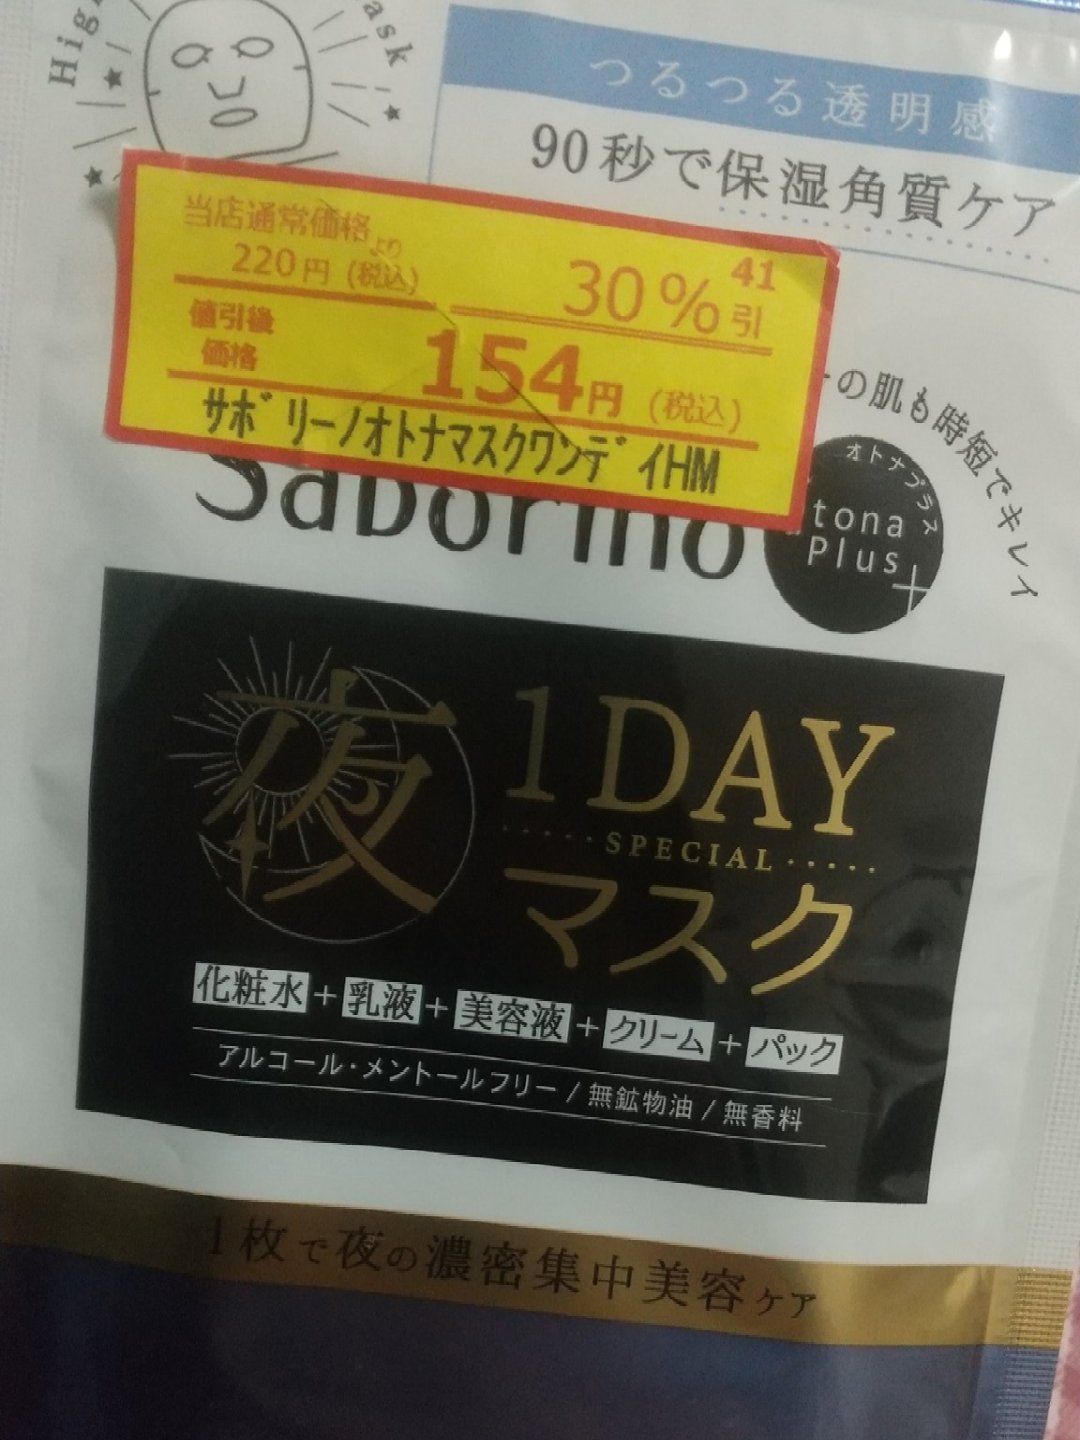 つるつる透明感
90秒で保湿角質ケア
当店通常価格より
220円(税込)
30%引
41
値引後
価格
154円(税込)
サボリーノオトナマスクワンデイHM
ーの肌も時短でキレイ
オトナプラス
tona
Plus+
Saborino
夜
1DAY
SPECIAL
マスク
化粧水+乳液+美容液+クリーム+パック
アルコール・メントールフリー/無鉱物油/無香料
1枚で夜の濃密集中美容ケア